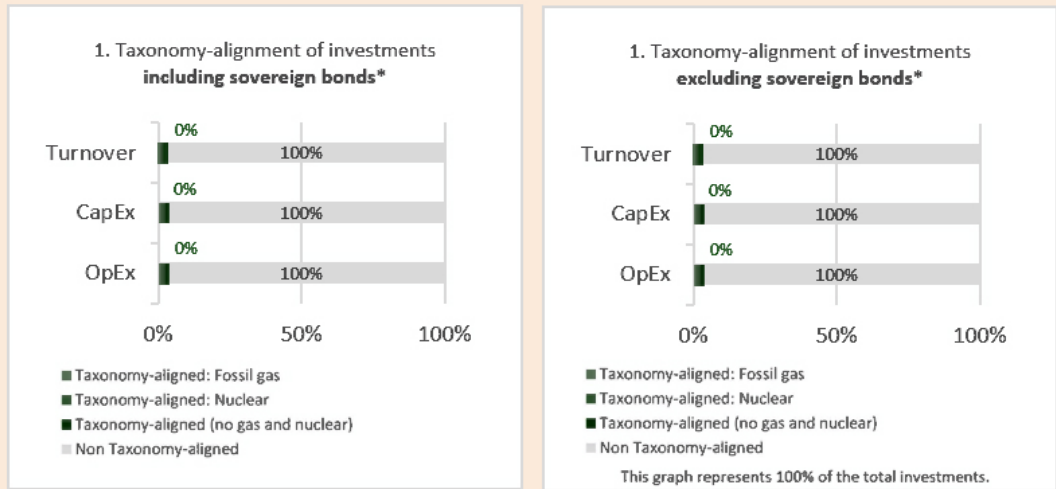 1. Taxonomy-alignment of investments
including sovereign bonds*
0%
Turnover 100%
0%
CapEx 100%
0%
OpEx 100%
0% 50% 100%
Taxonomy-aligned: Fossil gas
Taxonomy-aligned: Nuclear
Taxonomy-aligned (no gas and nuclear)
Non Taxonomy-aligned
1. Taxonomy-alignment of investments
excluding sovereign bonds*
0%
Turnover 100%
0%
CapEx 100%
0%
OpEx 100%
0% 50% 100%
Taxonomy-aligned: Fossil gas
Taxonomy-aligned: Nuclear
Taxonomy-aligned (no gas and nuclear)
Non Taxonomy-aligned
This graph represents 100% of the total investments.